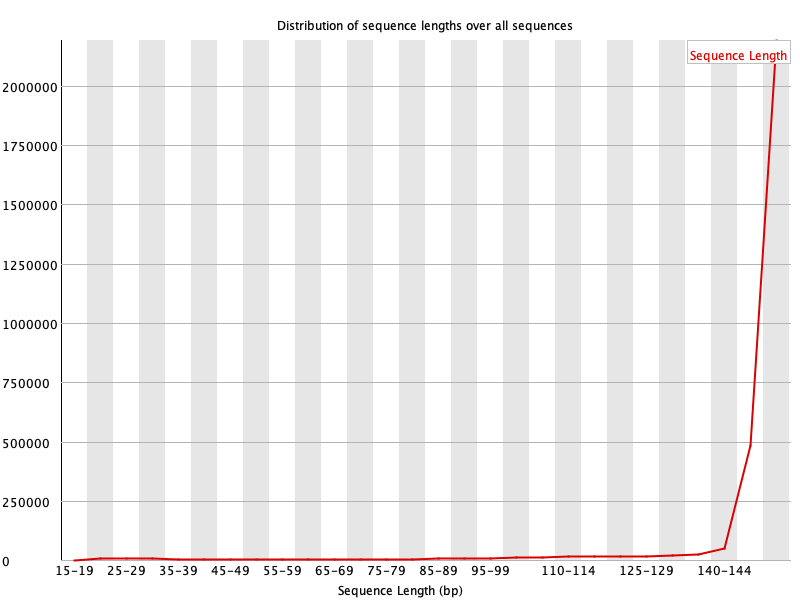 Distribution of sequence lengths over all sequences
Sequence Length
2000000
1750000
1500000
1250000
1000000
750000
500000
250000
0
15-19 25-29 35-39 45-49 55-59 65-69 75-79 85-89 95-99 110-114 125-129 140-144
Sequence Length (bp)